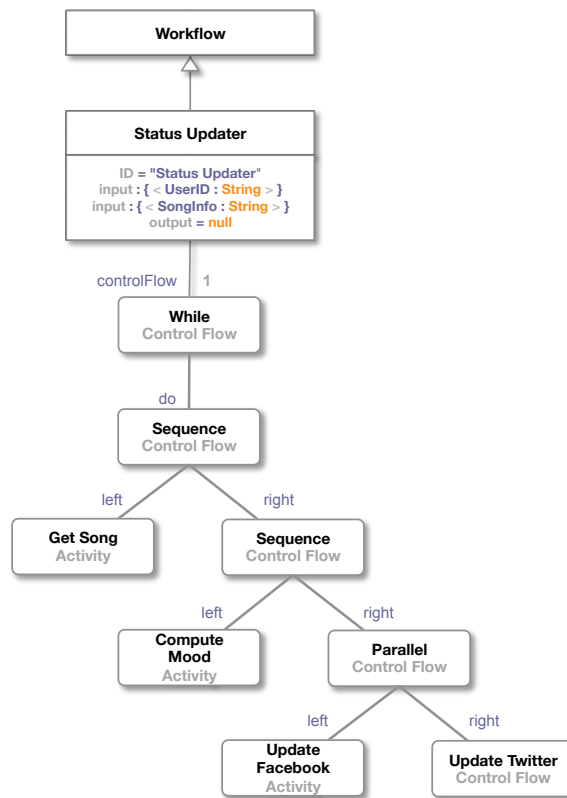 Workflow
Status Updater
ID = "Status Updater"
input : { < UserID : String > }
input : { < SongInfo : String > }
output = null
controlFlow 1
While
Control Flow
do
Sequence
Control Flow
left right
Get Song
Activity
Sequence
Control Flow
left right
Compute
Mood
Activity
Parallel
Control Flow
left right
Update
Facebook
Activity
Update Twitter
Control Flow